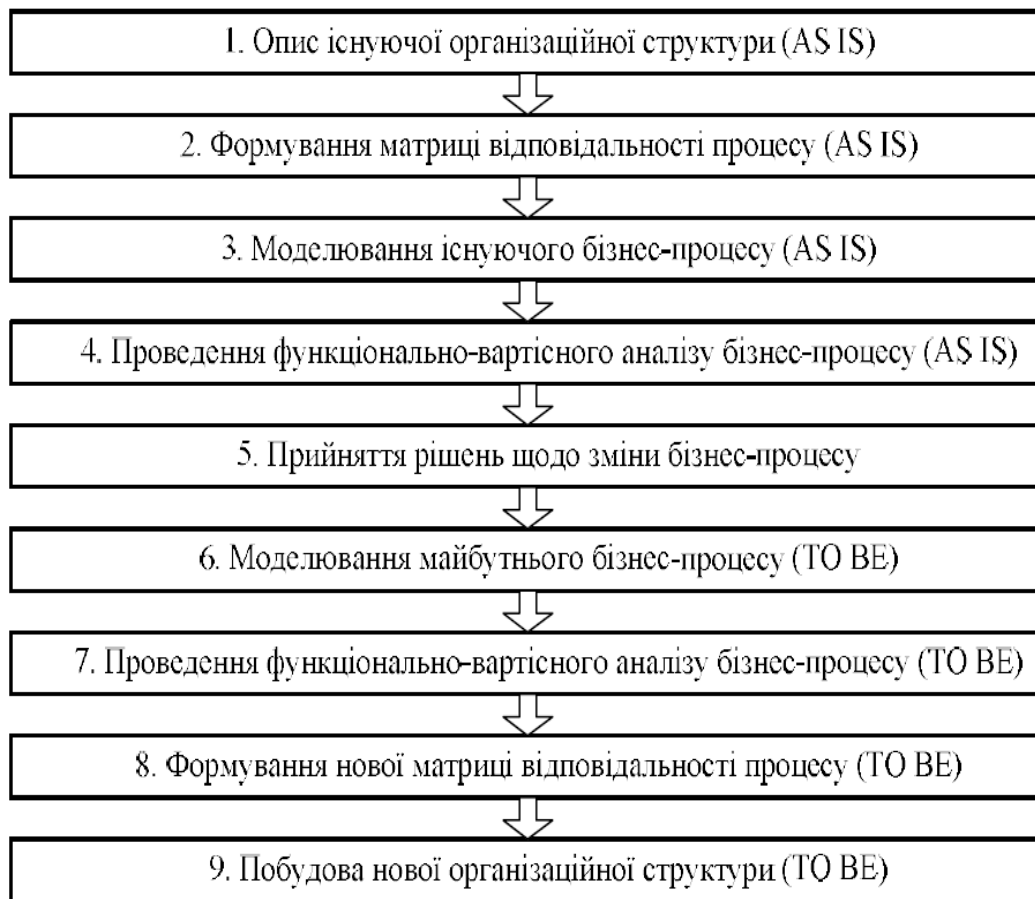 1. Опис існуючої організаційної структури (AS IS)
2. Формування матриці відповідальності процесу (AS IS)
3. Моделювання існуючого бізнес-процесу (AS IS)
4. Проведення функціонально-вартісного аналізу бізнес-процесу (AS IS)
5. Прийняття рішень щодо зміни бізнес-процесу
6. Моделювання майбутнього бізнес-процесу (TO BE)
7. Проведення функціонально-вартісного аналізу бізнес-процесу (TO BE)
8. Формування нової матриці відповідальності процесу (TO BE)
9. Побудова нової організаційної структури (TO BE)